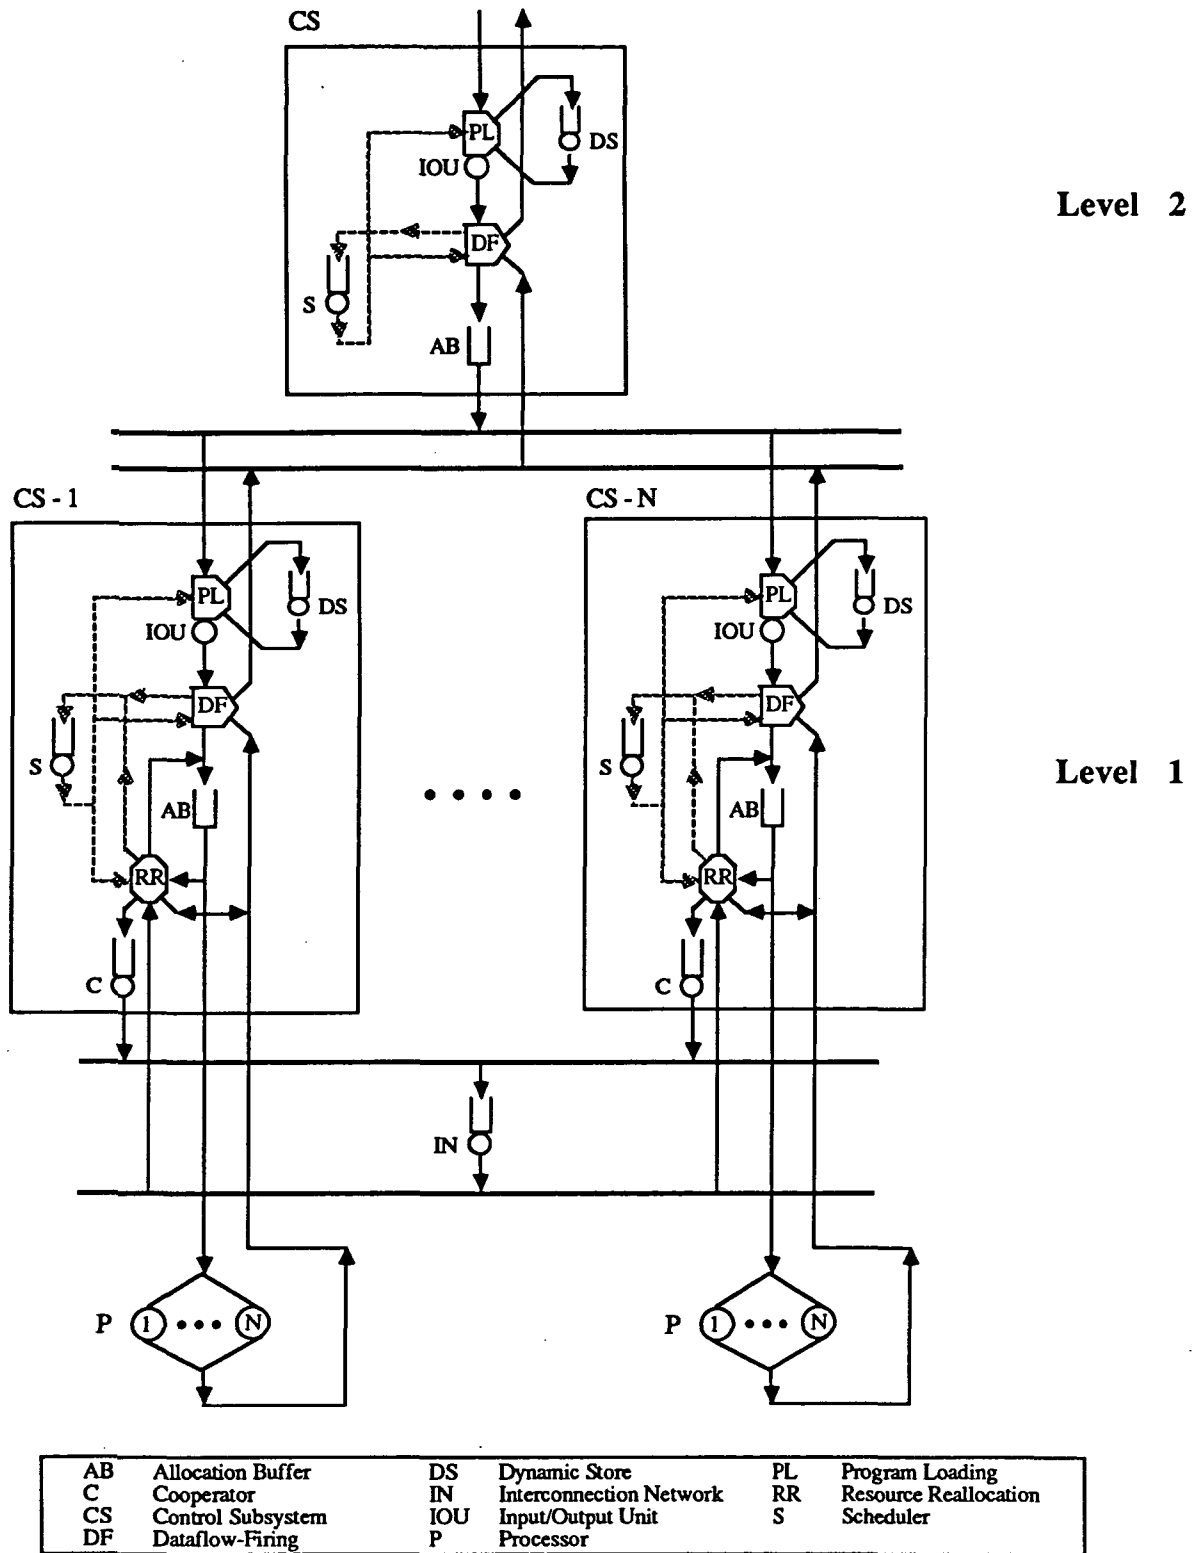 CS
PL
DS
IOU
Level 2
DF
S
AB
CS - 1
CS - N
PL
DS
IOU
PL
DS
IOU
DF
DF
S
AB
S
AB
Level 1
RR
RR
C
C
IN
P 1 N
P 1 N
AB Allocation Buffer DS Dynamic Store PL Program Loading
C Cooperator IN Interconnection Network RR Resource Reallocation
CS Control Subsystem IOU Input/Output Unit S Scheduler
DF Dataflow-Firing P Processor